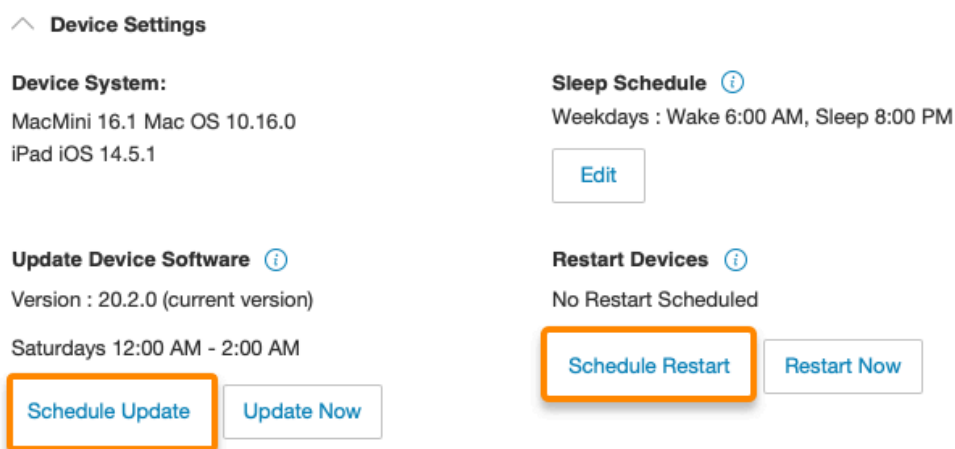 Device Settings
Device System:
MacMini 16.1 Mac OS 10.16.0
iPad iOS 14.5.1
Sleep Schedule
Weekdays : Wake 6:00 AM, Sleep 8:00 PM
Edit
Update Device Software
Version : 20.2.0 (current version)
Saturdays 12:00 AM - 2:00 AM
Schedule Update
Update Now
Restart Devices
No Restart Scheduled
Schedule Restart
Restart Now